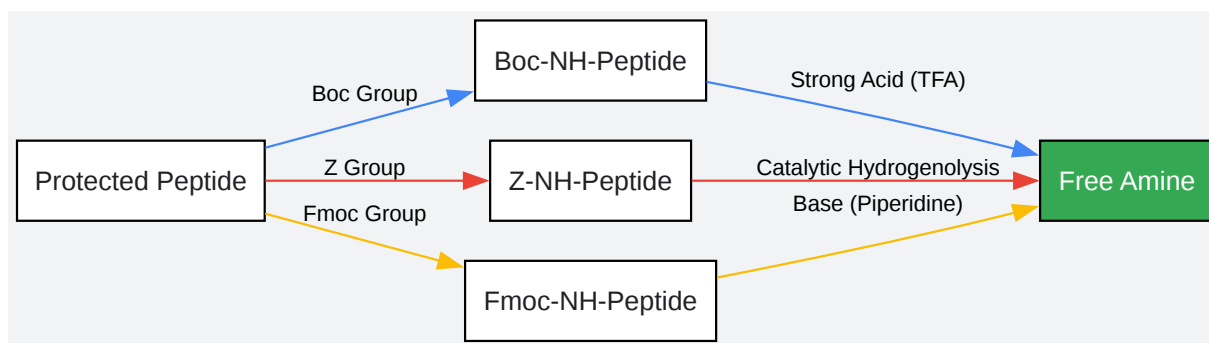 Boc-NH-Peptide
Boc Group
Strong Acid (TFA)
Protected Peptide
Z Group
Z-NH-Peptide
Catalytic Hydrogenolysis
Free Amine
Fmoc Group
Base (Piperidine)
Fmoc-NH-Peptide